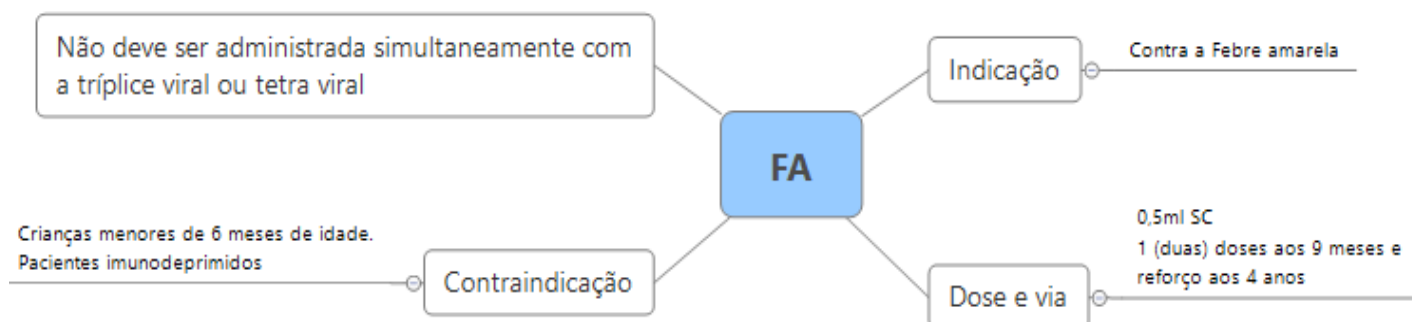 Não deve ser administrada simultaneamente com
a tríplice viral ou tetra viral
Indicação
Contra a Febre amarela
FA
Crianças menores de 6 meses de idade.
Pacientes imunodeprimidos
Contraindicação
Dose e via
0,5ml SC
1 (duas) doses aos 9 meses e
reforço aos 4 anos